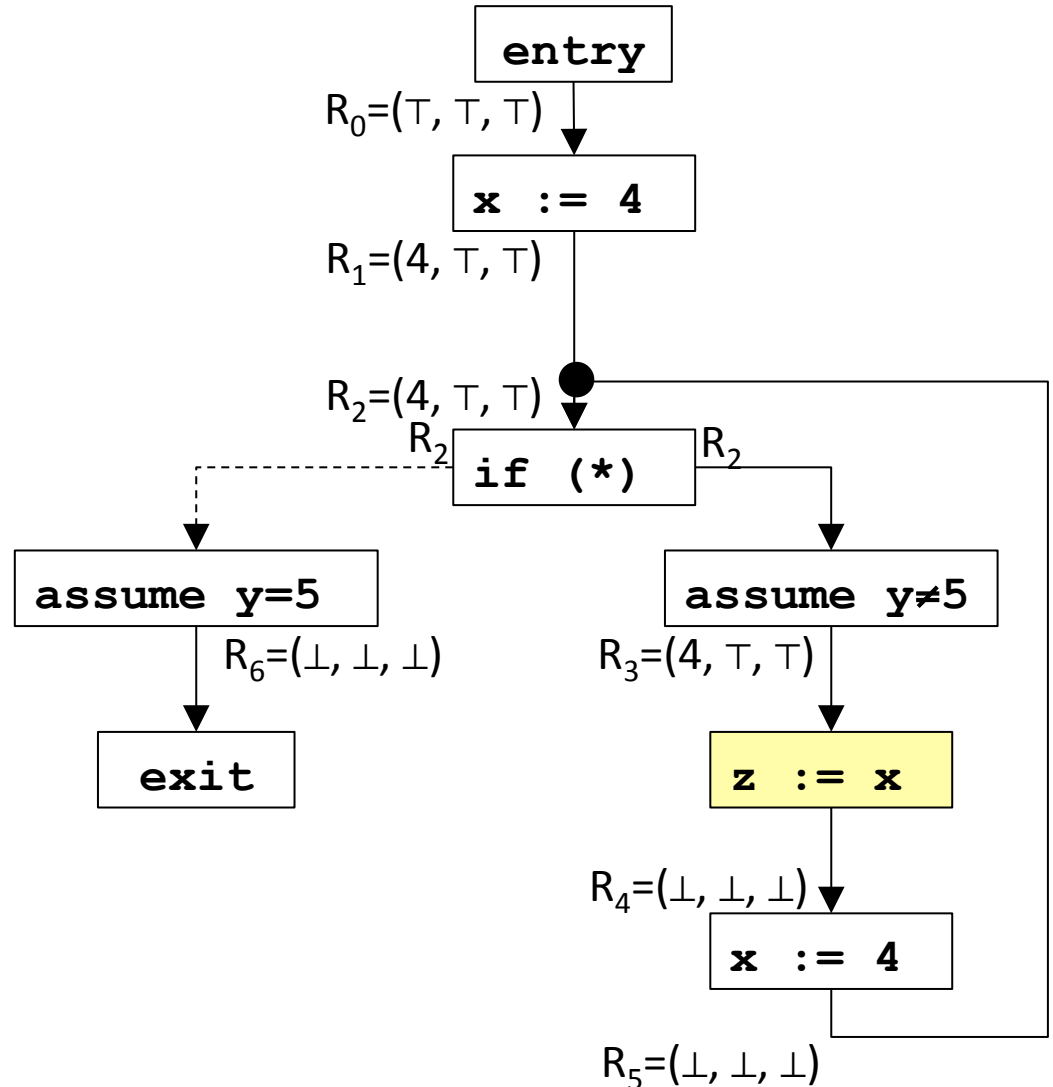 entry
R₀=(⊤, ⊤, ⊤)
x := 4
R₁=(4, ⊤, ⊤)
R₂=(4, ⊤, ⊤)
R₂
if (*)
R₂
assume y=5
assume y≠5
R₆=(⊥, ⊥, ⊥)
R₃=(4, ⊤, ⊤)
exit
z := x
R₄=(⊥, ⊥, ⊥)
x := 4
R₅=(⊥, ⊥, ⊥)